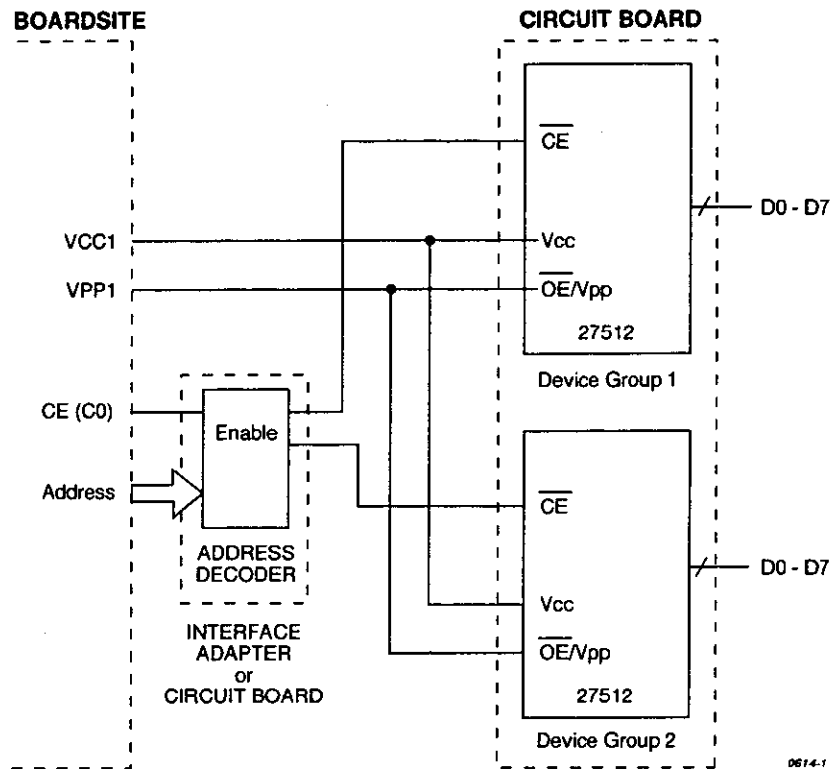 BOARDSITE
CIRCUIT BOARD
CE
D0 - D7
VCC1
Vcc
VPP1
OE/Vpp
27512
Device Group 1
CE (C0)
Enable
Address
CE
ADDRESS
DECODER
D0 - D7
Vcc
INTERFACE
ADAPTER
or
CIRCUIT BOARD
OE/Vpp
27512
Device Group 2
0614-1